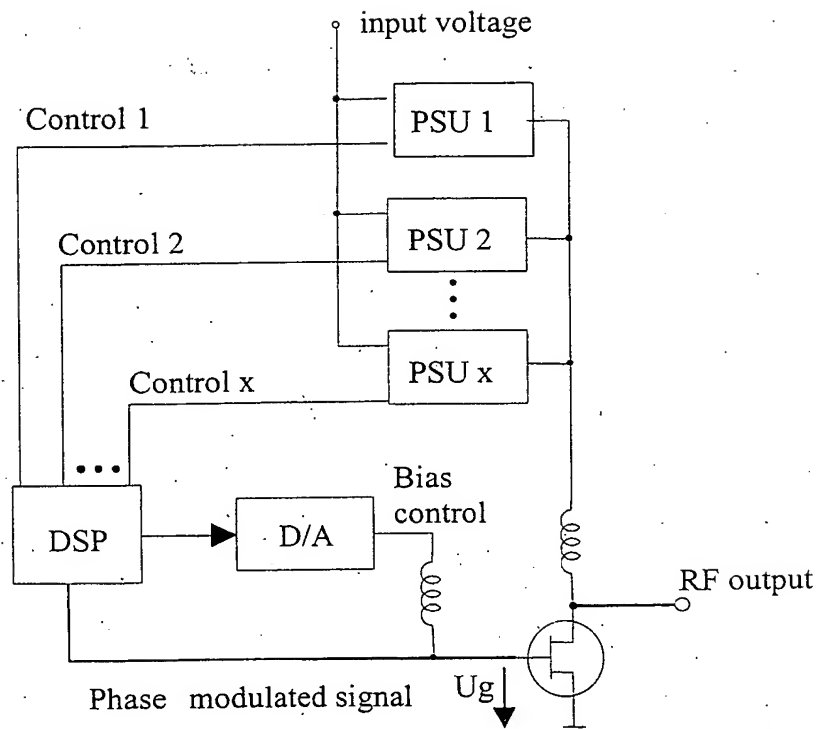 input voltage
Control 1
PSU 1
Control 2
PSU 2
Control x
PSU x
Bias
control
DSP
D/A
RF output
Phase modulated signal
Ug